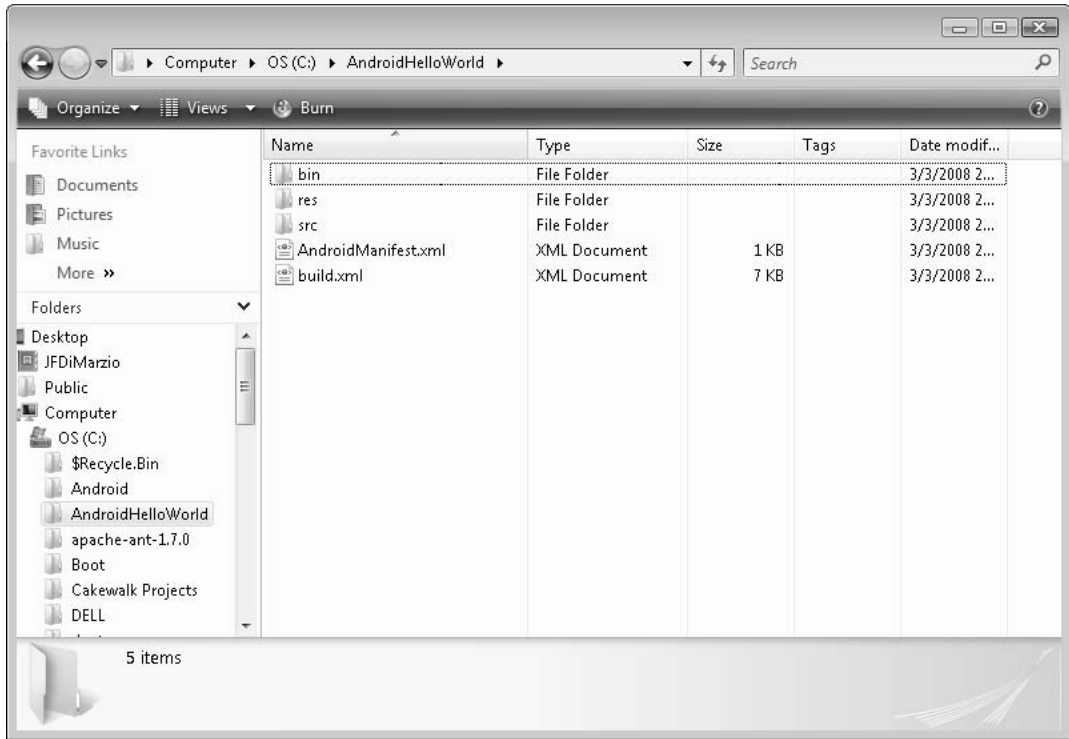 Computer ▸ OS (C:) ▸ AndroidHelloWorld ▸
Search
Organize Views Burn
Favorite Links
Documents
Pictures
Music
More »
Folders
Desktop
JFDiMarzio
Public
Computer
OS (C:)
$Recycle.Bin
Android
AndroidHelloWorld
apache-ant-1.7.0
Boot
Cakewalk Projects
DELL
Name Type Size Tags Date modif...
bin File Folder 3/3/2008 2...
res File Folder 3/3/2008 2...
src File Folder 3/3/2008 2...
AndroidManifest.xml XML Document 1 KB 3/3/2008 2...
build.xml XML Document 7 KB 3/3/2008 2...
5 items